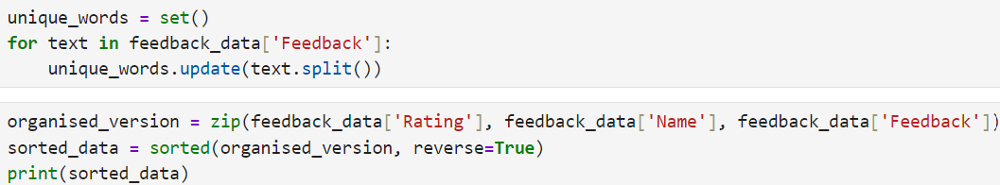 unique_words = set()
for text in feedback_data['Feedback']:
    unique_words.update(text.split())
organised_version = zip(feedback_data['Rating'], feedback_data['Name'], feedback_data['Feedback'])
sorted_data = sorted(organised_version, reverse=True)
print(sorted_data)